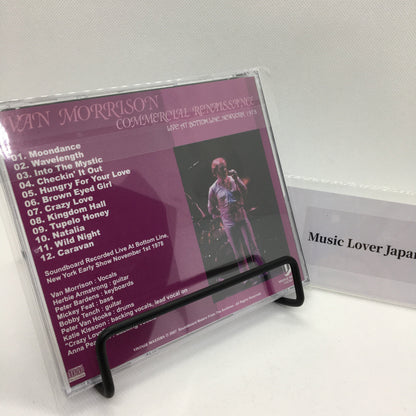 VAN MORRISON
COMMERCIAL RENAISSANCE
LIVE AT BOTTOM LINE, NEW YORK 1978
01. Moondance
02. Wavelength
03. Into The Mystic
04. Checkin' It Out
05. Hungry For Your Love
06. Brown Eyed Girl
07. Crazy Love
08. Kingdom Hall
09. Tupelo Honey
10. Natalia
11. Wild Night
12. Caravan
Soundboard Recorded Live At Bottom Line,
New York Early Show November 1st 1978
Van Morrison : Vocals
Herbie Armstrong : guitar
Peter Bardens : keyboards
Mickey Feat : bass
Bobby Tench : guitar
Peter Van Hooke : drums
Katie Kissoon : backing vocals, lead vocal on
"Crazy Love"
Anna Pea
Music Lover Japan